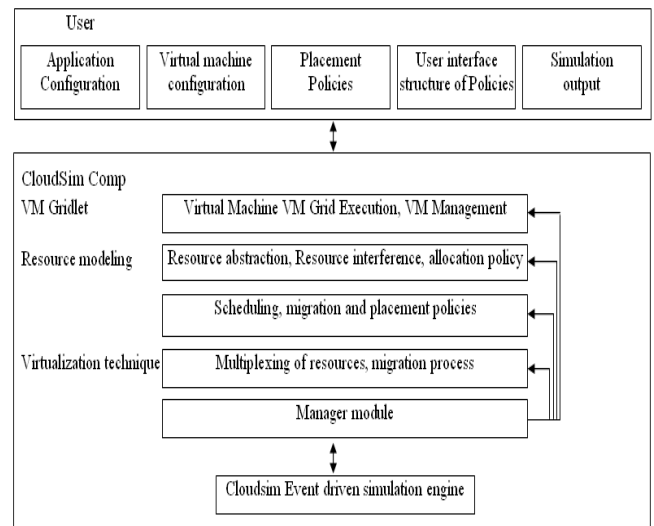 User
Application
Configuration
Virtual machine
configuration
Placement
Policies
User interface
structure of Policies
Simulation
output
CloudSim Comp
VM Gridlet
Virtual Machine VM Grid Execution, VM Management
Resource modeling
Resource abstraction, Resource interference, allocation policy
Scheduling, migration and placement policies
Virtualization technique
Multiplexing of resources, migration process
Manager module
Cloudsim Event driven simulation engine